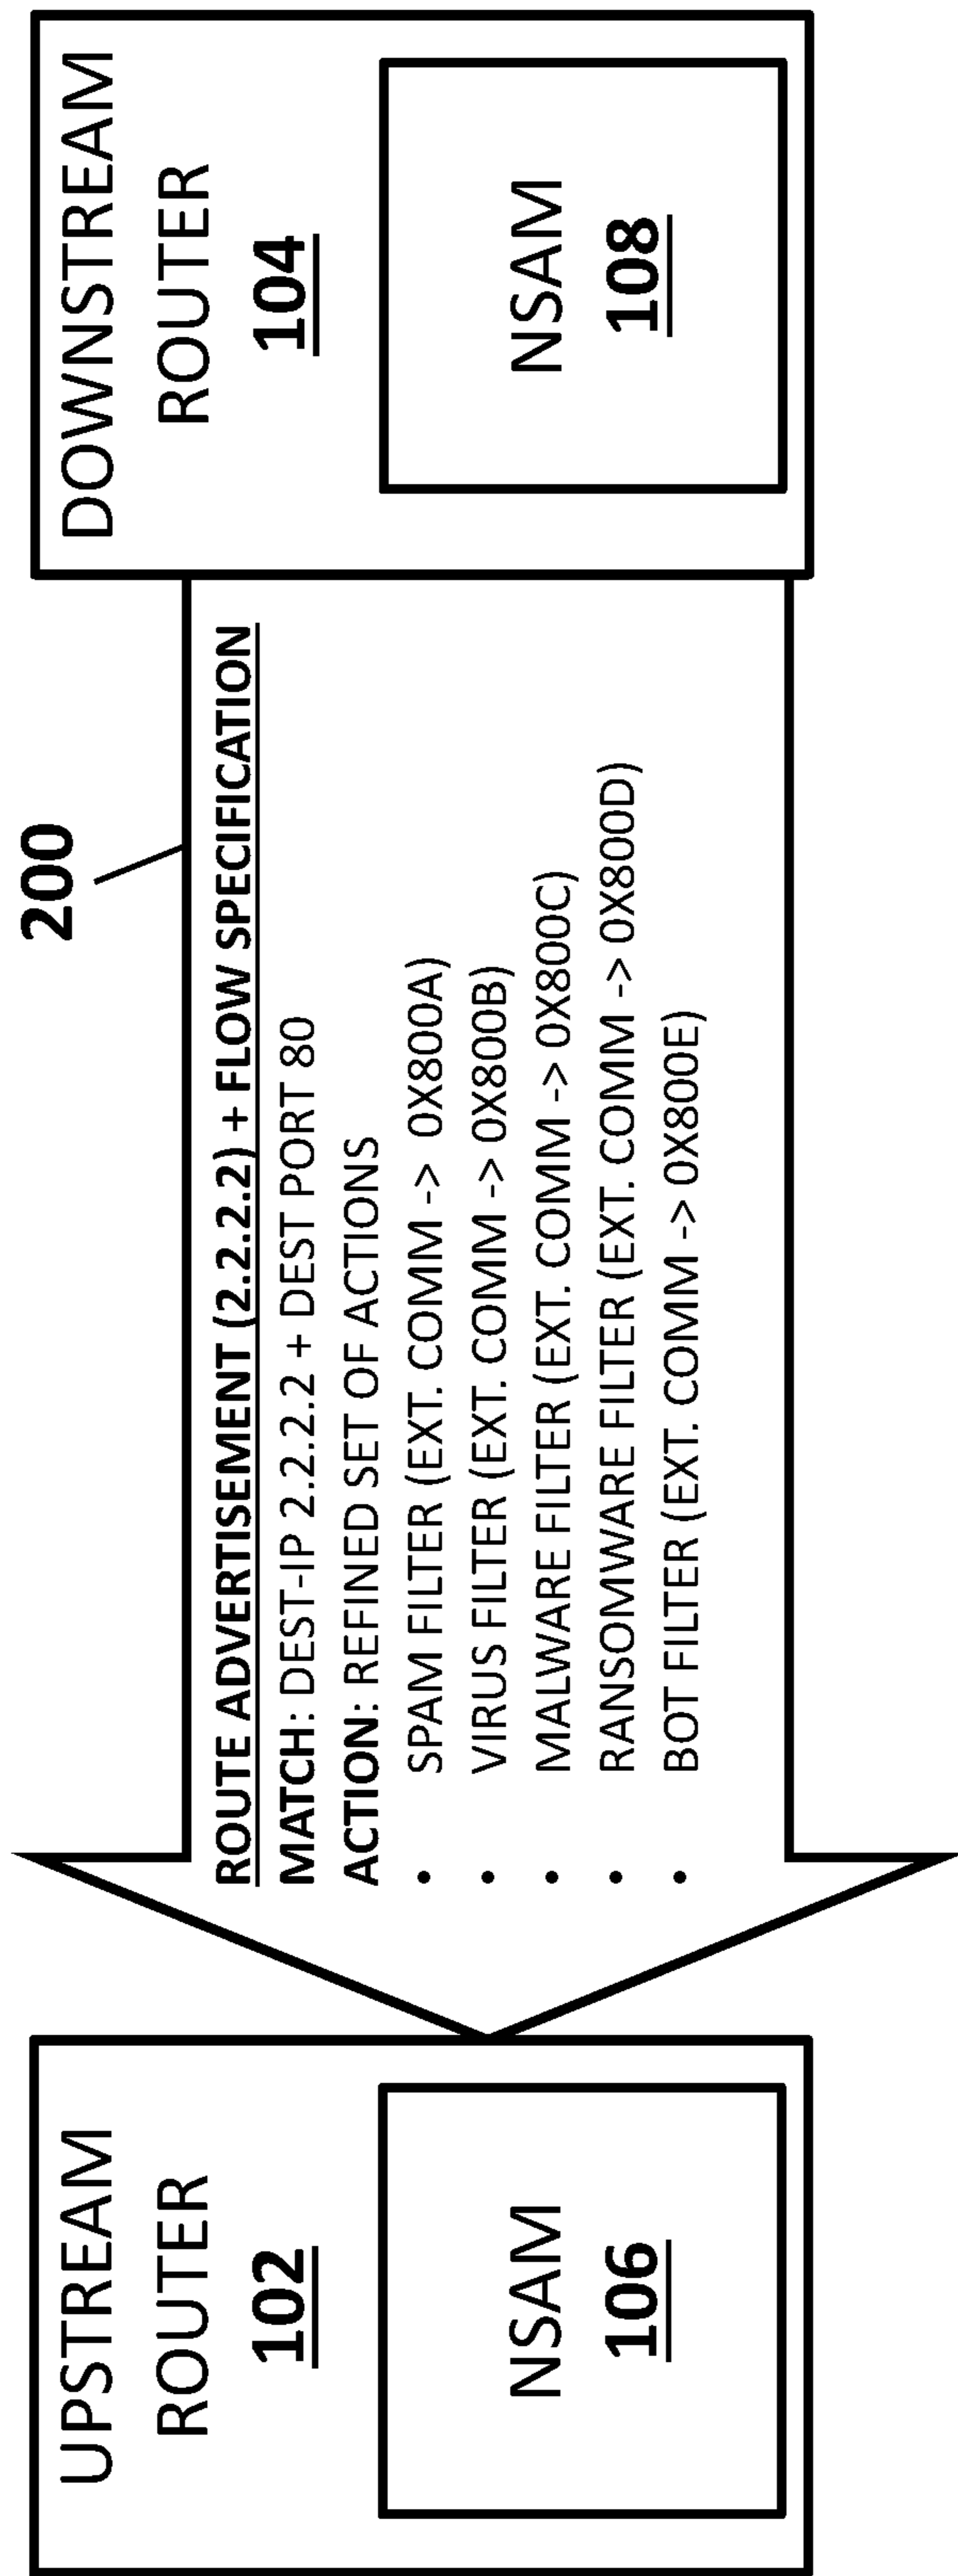 UPSTREAM
ROUTER
102
NSAM
106
200
ROUTE ADVERTISEMENT (2.2.2.2) + FLOW SPECIFICATION
MATCH: DEST-IP 2.2.2.2 + DEST PORT 80
ACTION: REFINED SET OF ACTIONS
• SPAM FILTER (EXT. COMM -> 0X800A)
• VIRUS FILTER (EXT. COMM -> 0X800B)
• MALWARE FILTER (EXT. COMM -> 0X800C)
• RANSOMWARE FILTER (EXT. COMM -> 0X800D)
• BOT FILTER (EXT. COMM -> 0X800E)
DOWNSTREAM
ROUTER
104
NSAM
108